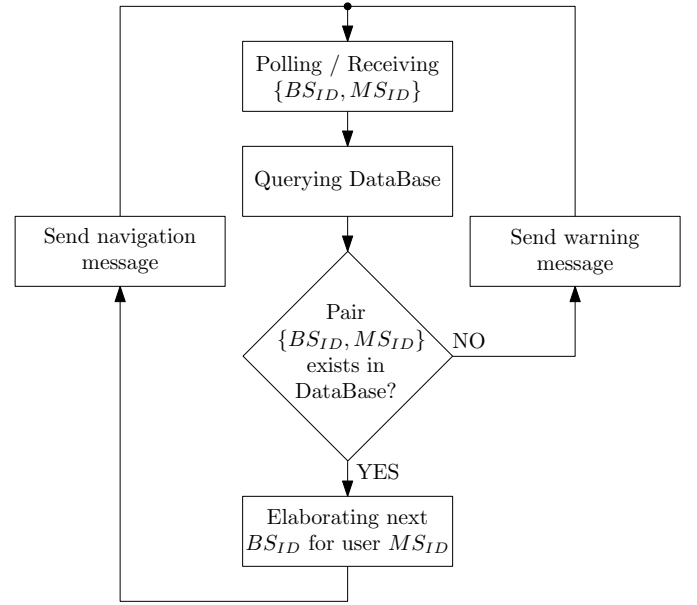 Polling / Receiving
{BS_ID, MS_ID}
Querying DataBase
Send navigation
message
Send warning
message
Pair
{BS_ID, MS_ID}
exists in
DataBase?
NO
YES
Elaborating next
BS_ID for user MS_ID